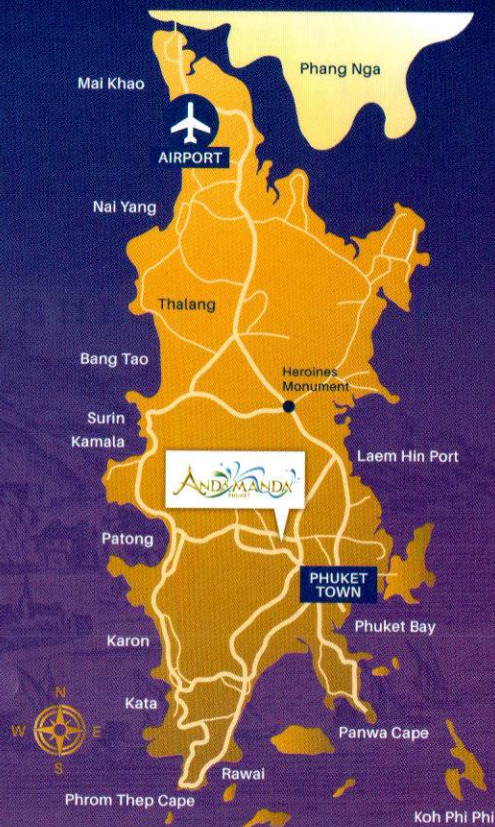 Phang Nga
Mai Khao
AIRPORT
Nai Yang
Thalang
Bang Tao
Heroines
Monument
Surin
Kamala
Laem Hin Port
ANDAMANDA
PHUKET
Patong
PHUKET
TOWN
Phuket Bay
Karon
N
W E
S
Kata
Panwa Cape
Rawai
Phrom Thep Cape
Koh Phi Phi